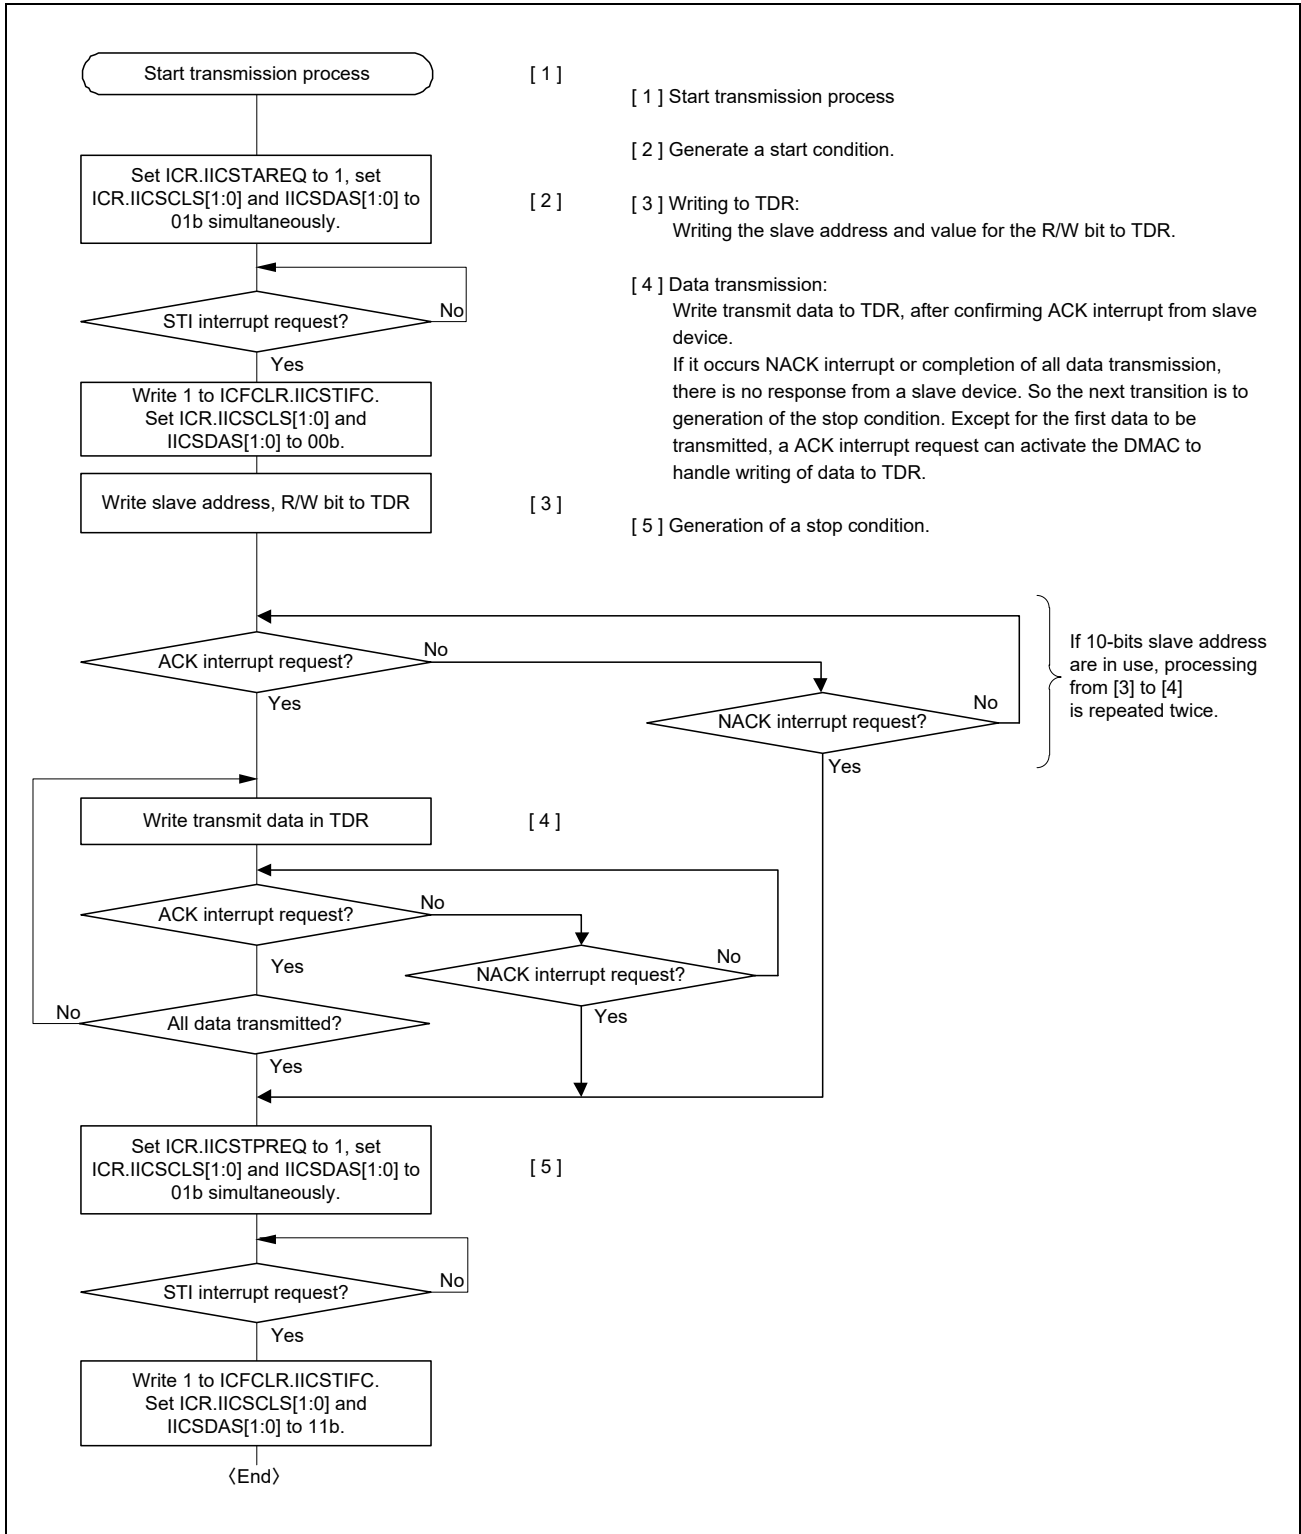 Start transmission process
[ 1 ]
[ 1 ] Start transmission process
[ 2 ] Generate a start condition.
Set ICR.IICSTAREQ to 1, set
ICR.IICSCLS[1:0] and IICSDAS[1:0] to
01b simultaneously.
[ 2 ]
[ 3 ] Writing to TDR:
Writing the slave address and value for the R/W bit to TDR.
[ 4 ] Data transmission:
Write transmit data to TDR, after confirming ACK interrupt from slave
device.
If it occurs NACK interrupt or completion of all data transmission,
there is no response from a slave device. So the next transition is to
generation of the stop condition. Except for the first data to be
transmitted, a ACK interrupt request can activate the DMAC to
handle writing of data to TDR.
[ 5 ] Generation of a stop condition.
STI interrupt request?
No
Yes
Write 1 to ICFCLR.IICSTIFC.
Set ICR.IICSCLS[1:0] and
IICSDAS[1:0] to 00b.
Write slave address, R/W bit to TDR
[ 3 ]
ACK interrupt request?
No
Yes
NACK interrupt request?
No
Yes
If 10-bits slave address
are in use, processing
from [3] to [4]
is repeated twice.
Write transmit data in TDR
[ 4 ]
ACK interrupt request?
No
Yes
NACK interrupt request?
No
Yes
All data transmitted?
No
Yes
Set ICR.IICSTPREQ to 1, set
ICR.IICSCLS[1:0] and IICSDAS[1:0] to
01b simultaneously.
[ 5 ]
STI interrupt request?
No
Yes
Write 1 to ICFCLR.IICSTIFC.
Set ICR.IICSCLS[1:0] and
IICSDAS[1:0] to 11b.
〈End〉